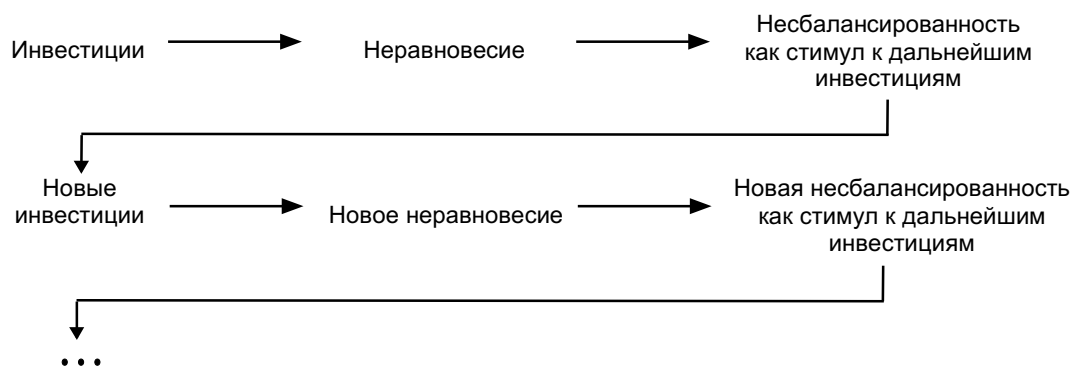 Инвестиции
Неравновесие
Несбалансированность
как стимул к дальнейшим
инвестициям
Новые
инвестиции
Новое неравновесие
Новая несбалансированность
как стимул к дальнейшим
инвестициям
...